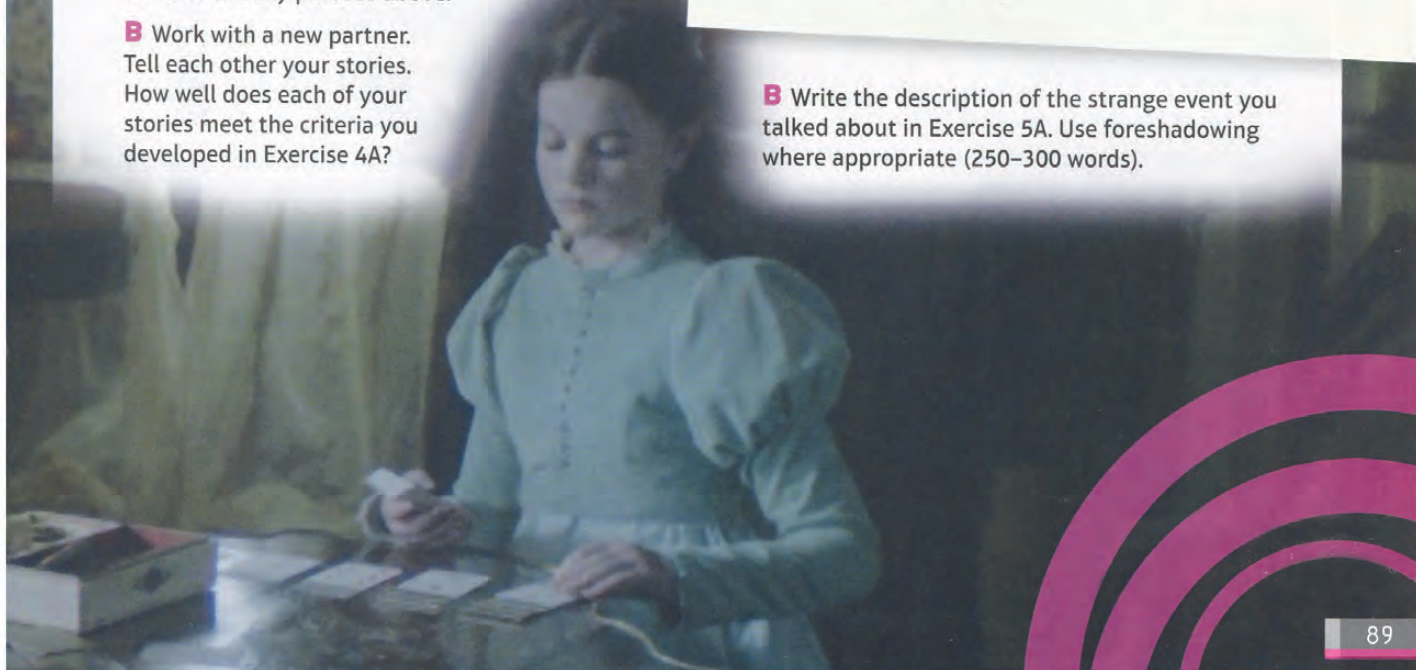 B Work with a new partner.
Tell each other your stories.
How well does each of your
stories meet the criteria you
developed in Exercise 4A?
B Write the description of the strange event you
talked about in Exercise 5A. Use foreshadowing
where appropriate (250–300 words).
89